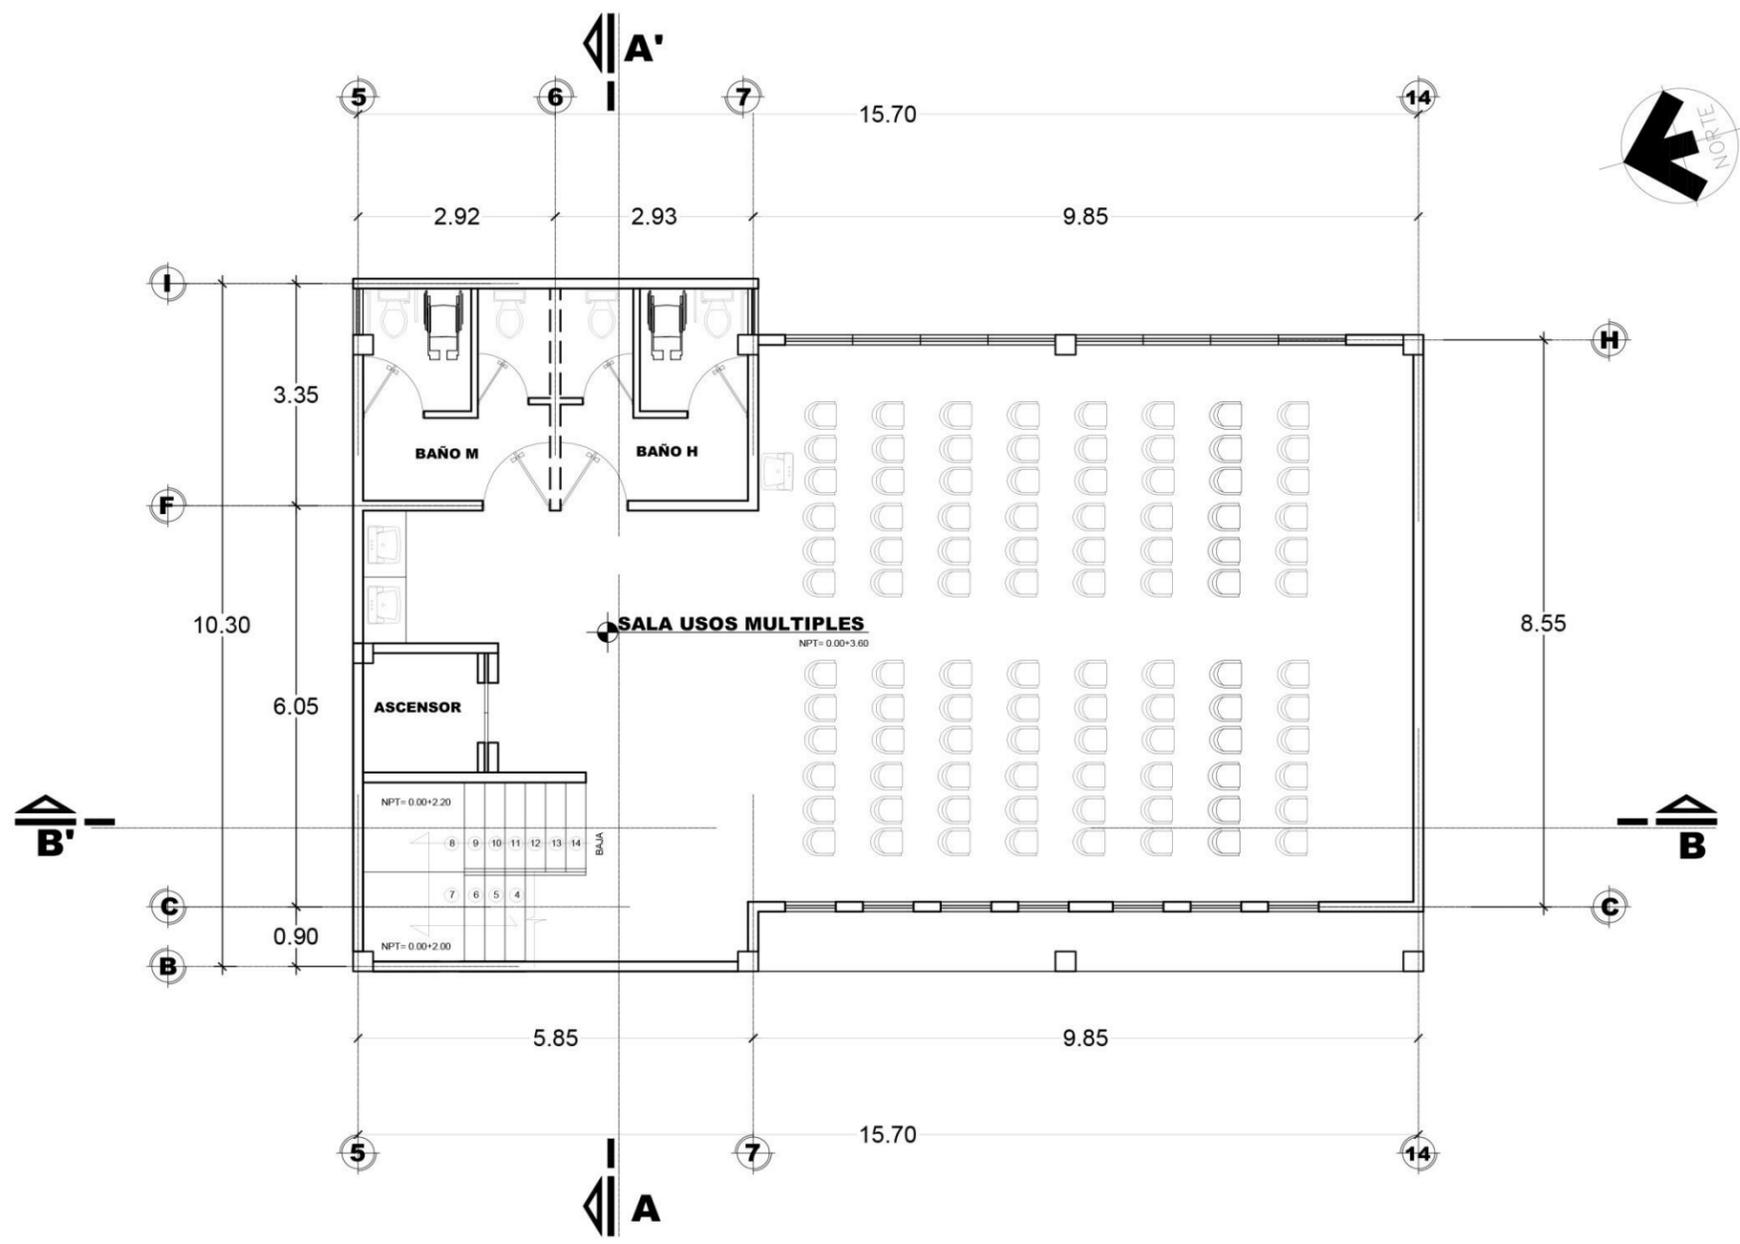 A'
5
6
7
14
15.70
NORTE
2.92
2.93
9.85
I
H
3.35
BAÑO M
BAÑO H
F
10.30
SALA USOS MULTIPLES
NPT= 0.00+3.60
8.55
6.05
ASCENSOR
NPT= 0.00+2.20
B'
8 9 10 11 12 13 14
BAJA
B
7 6 5 4
C
C
0.90
NPT= 0.00+2.00
B
5.85
9.85
15.70
5
7
14
A